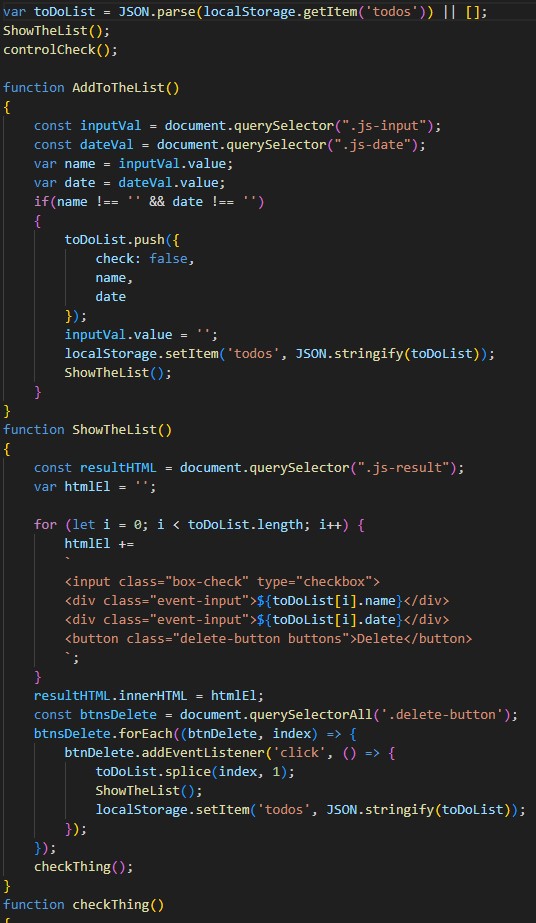 var toDoList = JSON.parse(localStorage.getItem('todos')) || [];
ShowTheList();
controlCheck();

function AddToTheList()
{
    const inputVal = document.querySelector(".js-input");
    const dateVal = document.querySelector(".js-date");
    var name = inputVal.value;
    var date = dateVal.value;
    if(name !== '' && date !== '')
    {
        toDoList.push({
            check: false,
            name,
            date
        });
        inputVal.value = '';
        localStorage.setItem('todos', JSON.stringify(toDoList));
        ShowTheList();
    }
}
function ShowTheList()
{
    const resultHTML = document.querySelector(".js-result");
    var htmlEl = '';

    for (let i = 0; i < toDoList.length; i++) {
        htmlEl +=
        `
        <input class="box-check" type="checkbox">
        <div class="event-input">${toDoList[i].name}</div>
        <div class="event-input">${toDoList[i].date}</div>
        <button class="delete-button buttons">Delete</button>
        `;
    }
    resultHTML.innerHTML = htmlEl;
    const btnsDelete = document.querySelectorAll('.delete-button');
    btnsDelete.forEach((btnDelete, index) => {
        btnDelete.addEventListener('click', () => {
            toDoList.splice(index, 1);
            ShowTheList();
            localStorage.setItem('todos', JSON.stringify(toDoList));
        });
    });
    checkThing();
}
function checkThing()
{